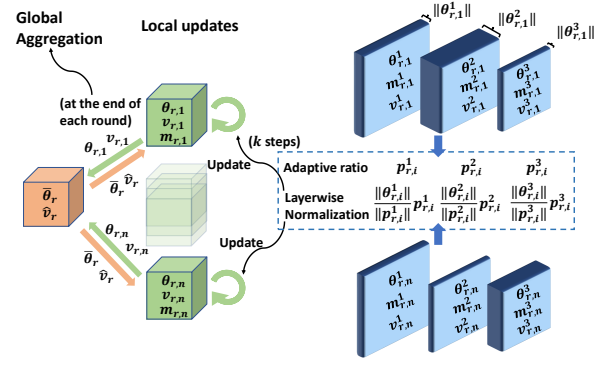 Global
Aggregation
Local updates
(at the end of
each round)
θ_{r,1}
v_{r,1}
m_{r,1}
v_{r,1}
θ_{r,1}
θ̅_r v̂_r
(k steps)
Update
θ̅_r
v̂_r
θ_{r,n}
v_{r,n}
θ̅_r
v̂_r
Update
θ_{r,n}
v_{r,n}
m_{r,n}
‖θ^1_{r,1}‖
‖θ^2_{r,1}‖
‖θ^3_{r,1}‖
θ^1_{r,1}
m^1_{r,1}
v^1_{r,1}
θ^2_{r,1}
m^2_{r,1}
v^2_{r,1}
θ^3_{r,1}
m^3_{r,1}
v^3_{r,1}
Adaptive ratio p^1_{r,i} p^2_{r,i} p^3_{r,i}
Layerwise
Normalization
‖θ^1_{r,i}‖/‖p^1_{r,i}‖ p^1_{r,i} ‖θ^2_{r,i}‖/‖p^2_{r,i}‖ p^2_{r,i} ‖θ^3_{r,i}‖/‖p^3_{r,i}‖ p^3_{r,i}
θ^1_{r,n}
m^1_{r,n}
v^1_{r,n}
θ^2_{r,n}
m^2_{r,n}
v^2_{r,n}
θ^3_{r,n}
m^3_{r,n}
v^3_{r,n}